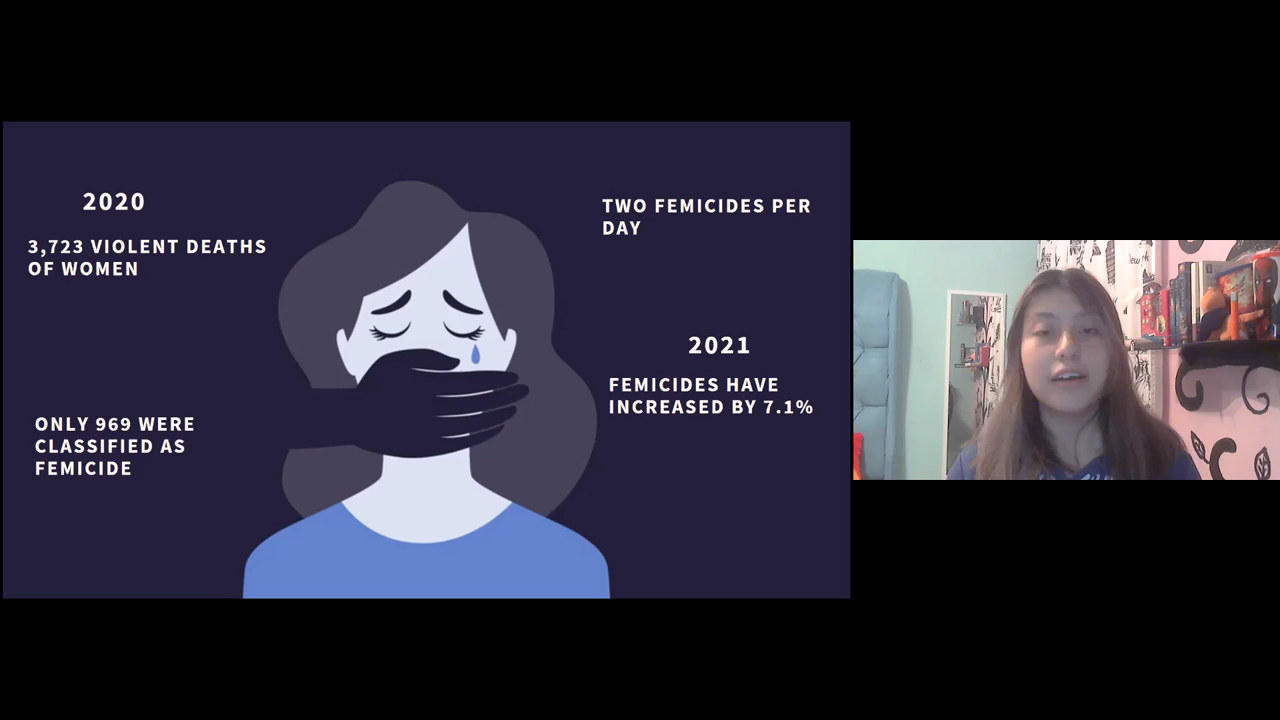 2020
3,723 VIOLENT DEATHS
OF WOMEN
ONLY 969 WERE
CLASSIFIED AS
FEMICIDE
TWO FEMICIDES PER
DAY
2021
FEMICIDES HAVE
INCREASED BY 7.1%